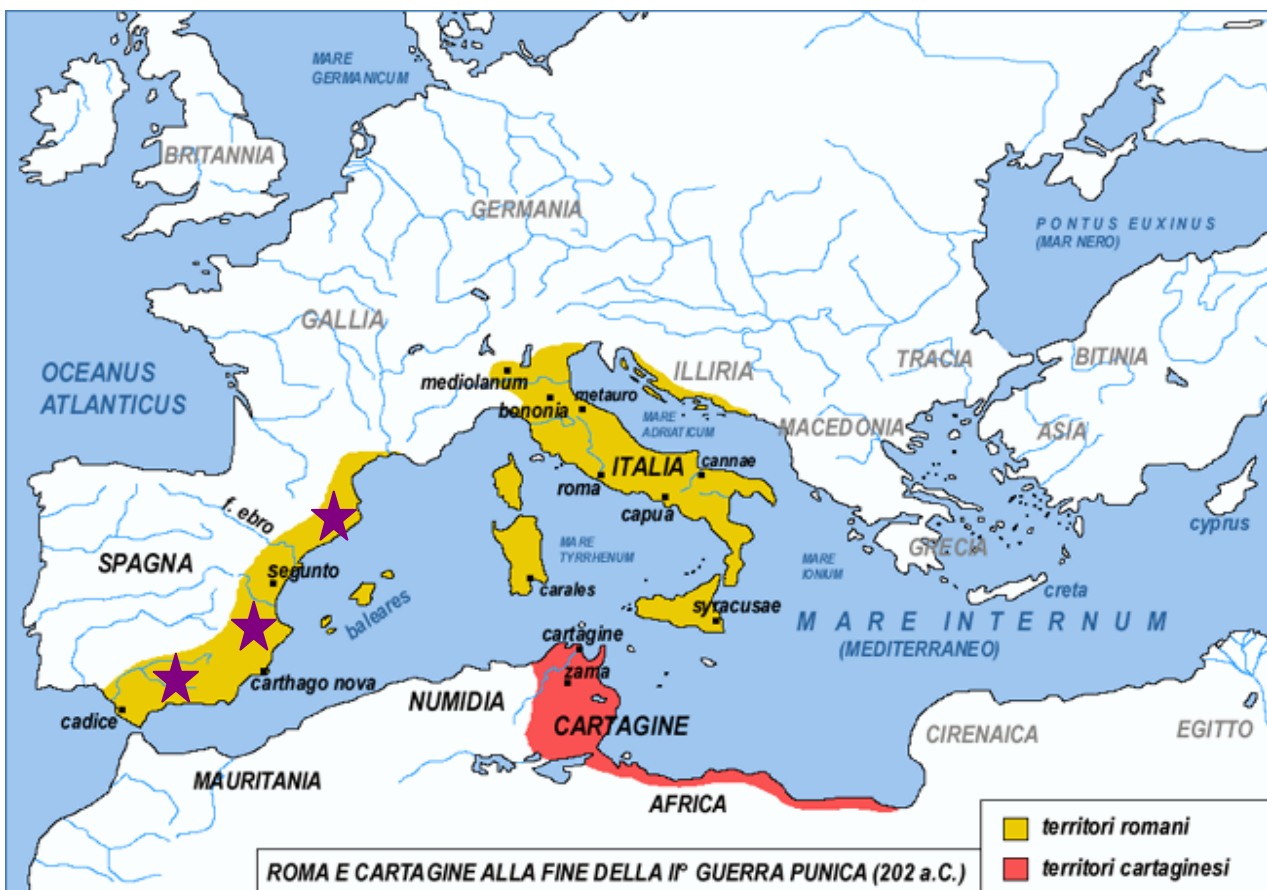 MARE
GERMANICUM
BRITANNIA
GERMANIA
PONTUS EUXINUS
(MAR NERO)
GALLIA
OCEANUS
ATLANTICUS
mediolanum
bononia
metauro
ILLIRIA
TRACIA
BITINIA
MARE
ADRIATICUM
MACEDONIA
ASIA
ITALIA
cannae
roma
capua
f. ebro
SPAGNA
segunto
baleares
MARE
TYRRHENUM
carales
MARE
IONIUM
GRECIA
cyprus
creta
syracusae
MARE INTERNUM
(MEDITERRANEO)
cartagine
zama
carthago nova
cadice
NUMIDIA
CARTAGINE
CIRENAICA
EGITTO
MAURITANIA
AFRICA
territori romani
territori cartaginesi
ROMA E CARTAGINE ALLA FINE DELLA II° GUERRA PUNICA (202 a.C.)